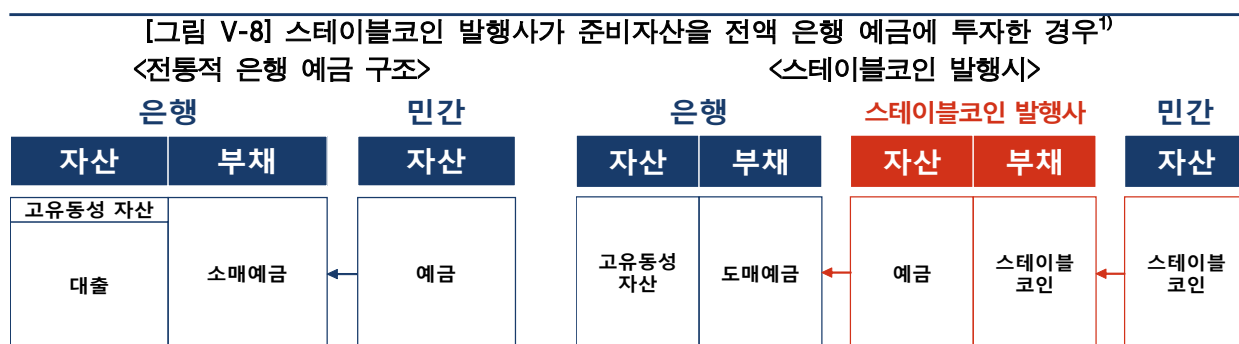 [그림 V-8] 스테이블코인 발행사가 준비자산을 전액 은행 예금에 투자한 경우1)
<전통적 은행 예금 구조> <스테이블코인 발행시>
은행 민간 은행 스테이블코인 발행사 민간
자산 부채 자산 자산 부채 자산 부채 자산
고유동성 자산
대출 소매예금 예금 고유동성 자산 도매예금 예금 스테이블 코인 스테이블 코인